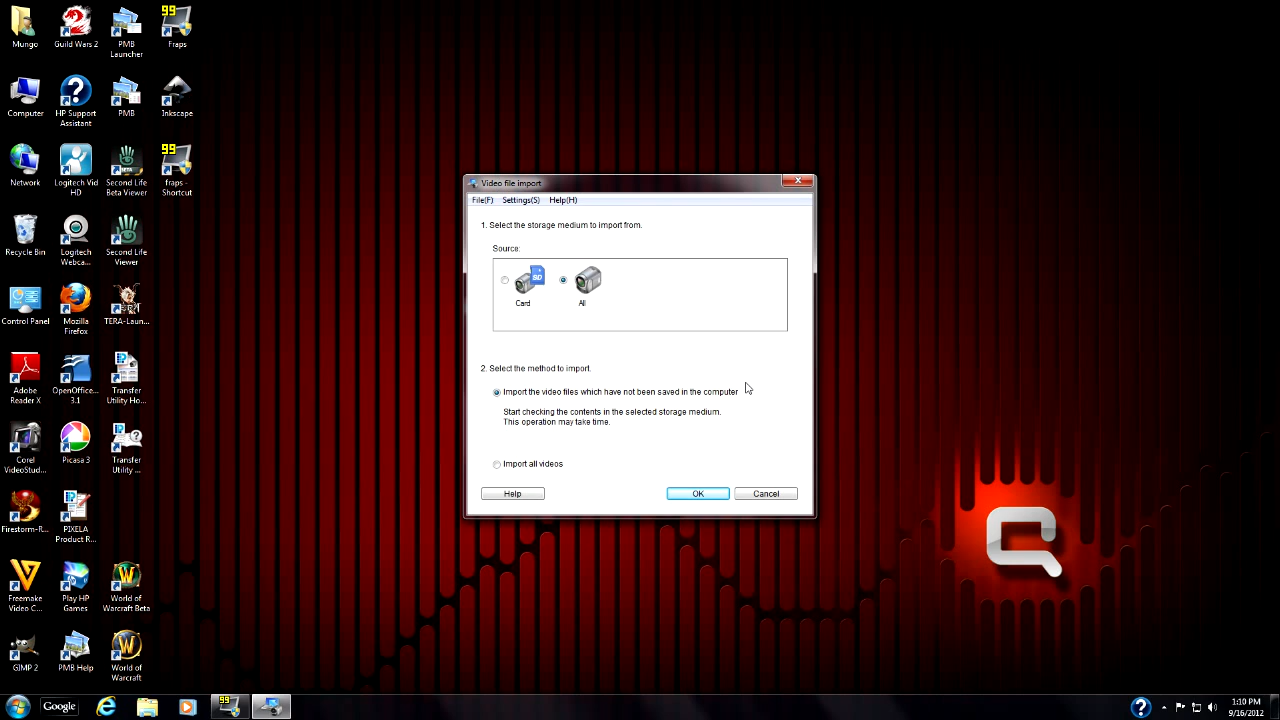 Mungo
Guild Wars 2
PMB
Launcher
99
Fraps
Computer
HP Support
Assistant
PMB
Inkscape
Network
Logitech Vid
HD
BETA
Second Life
Beta Viewer
99
fraps -
Shortcut
Recycle Bin
Logitech
Webca...
Second Life
Viewer
Control Panel
Mozilla
Firefox
TERA-Laun...
Adobe
Reader X
OpenOffice...
3.1
Transfer
Utility Ho...
Corel
VideoStud...
Picasa 3
Transfer
Utility ...
Firestorm-R...
PIXELA
Product R...
Freemake
Video C...
Play HP
Games
World of
Warcraft Beta
GIMP 2
PMB Help
World of
Warcraft
Video file import
File(F) Settings(S) Help(H)
1. Select the storage medium to import from.
Source:
SD
Card
All
2. Select the method to import.
Import the video files which have not been saved in the computer
Start checking the contents in the selected storage medium.
This operation may take time.
Import all videos
Help OK Cancel
Google
99
1:10 PM
9/16/2012